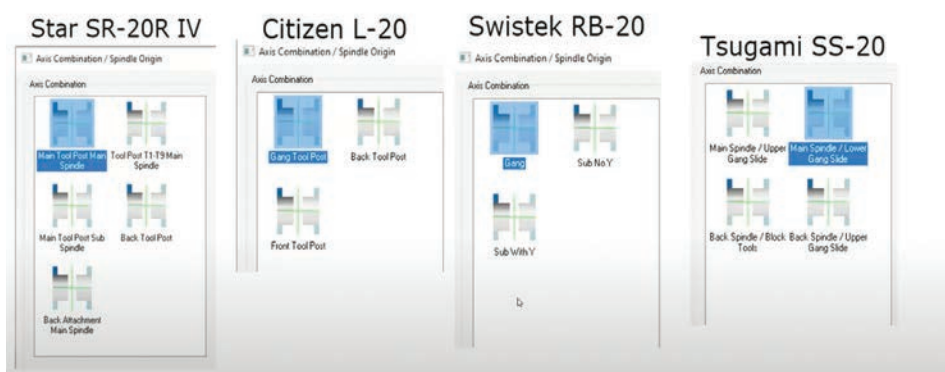 Star SR-20R IV
Axis Combination / Spindle Origin
Axis Combination
Main Tool Post Main
Spindle
Tool Post T1-T9 Main
Spindle
Main Tool Post Sub
Spindle
Back Tool Post
Back Attachment
Main Spindle
Citizen L-20
Axis Combination / Spindle Origin
Axis Combination
Gang Tool Post
Back Tool Post
Front Tool Post
Swistek RB-20
Axis Combination / Spindle Origin
Axis Combination
Gang
Sub No Y
Sub With Y
Tsugami SS-20
Axis Combination
Main Spindle / Upper
Gang Slide
Main Spindle / Lower
Gang Slide
Back Spindle / Block
Tools
Back Spindle / Upper
Gang Slide